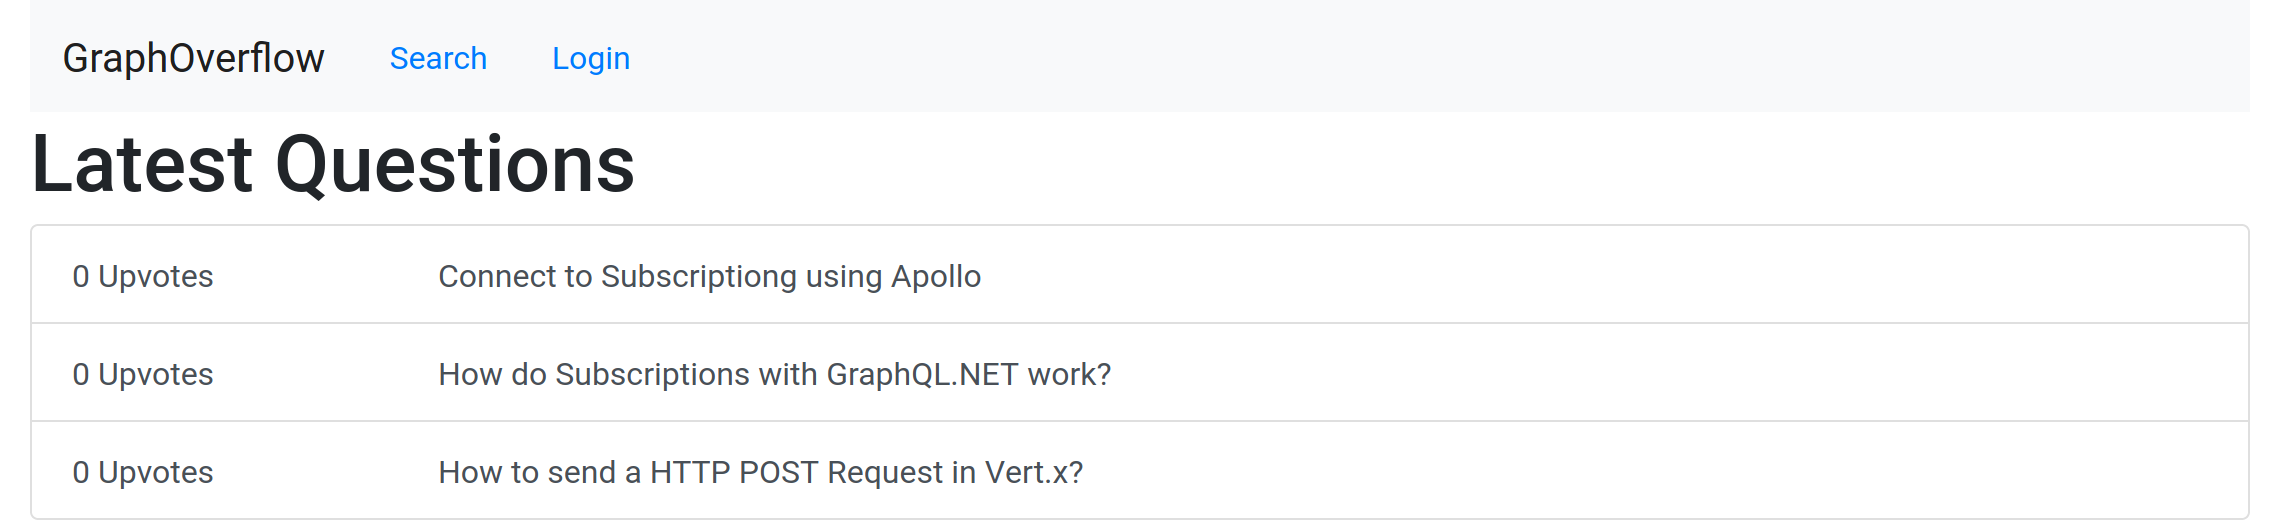 GraphOverflow Search Login
Latest Questions
0 Upvotes Connect to Subscriptiong using Apollo
0 Upvotes How do Subscriptions with GraphQL.NET work?
0 Upvotes How to send a HTTP POST Request in Vert.x?